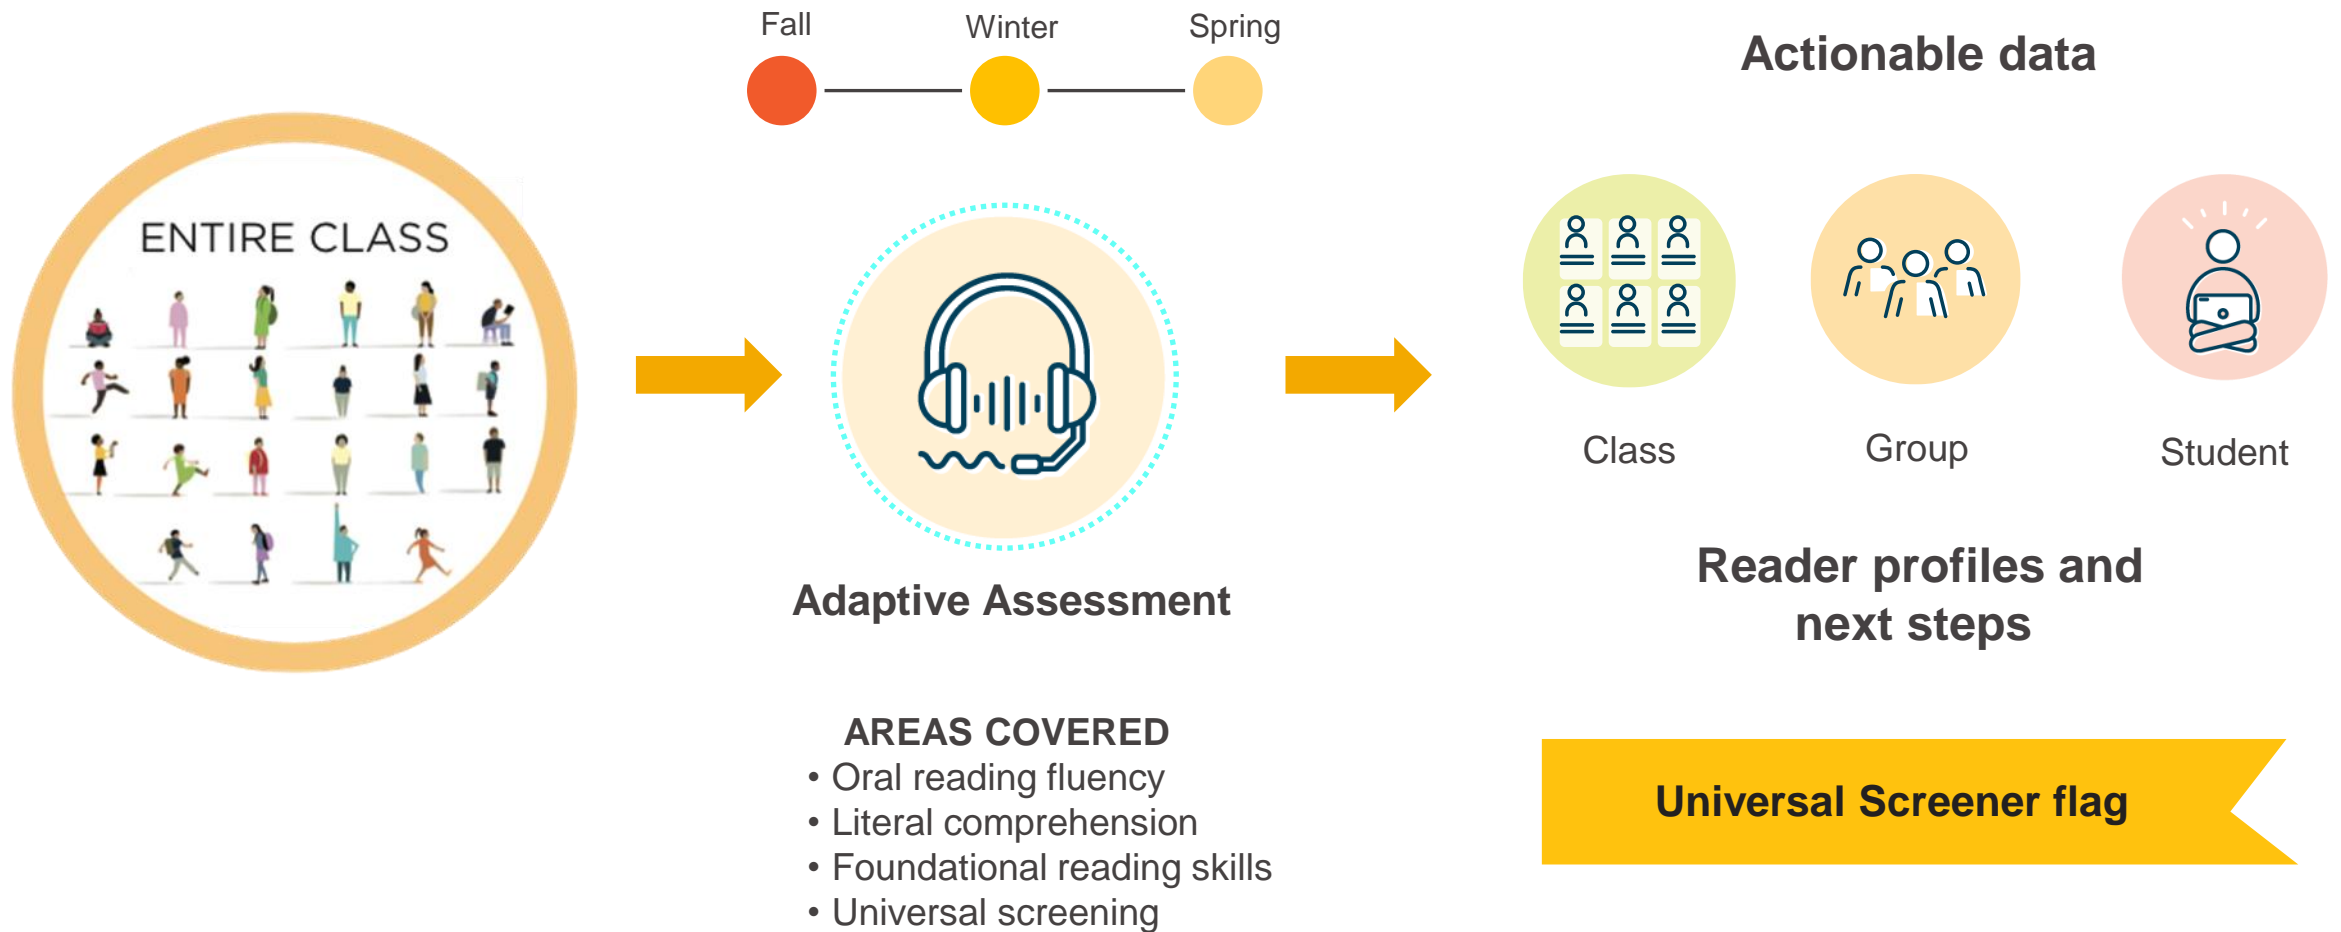 ENTIRE CLASS
Fall
Winter
Spring
Adaptive Assessment
AREAS COVERED
• Oral reading fluency
• Literal comprehension
• Foundational reading skills
• Universal screening
Actionable data
Class
Group
Student
Reader profiles and
next steps
Universal Screener flag